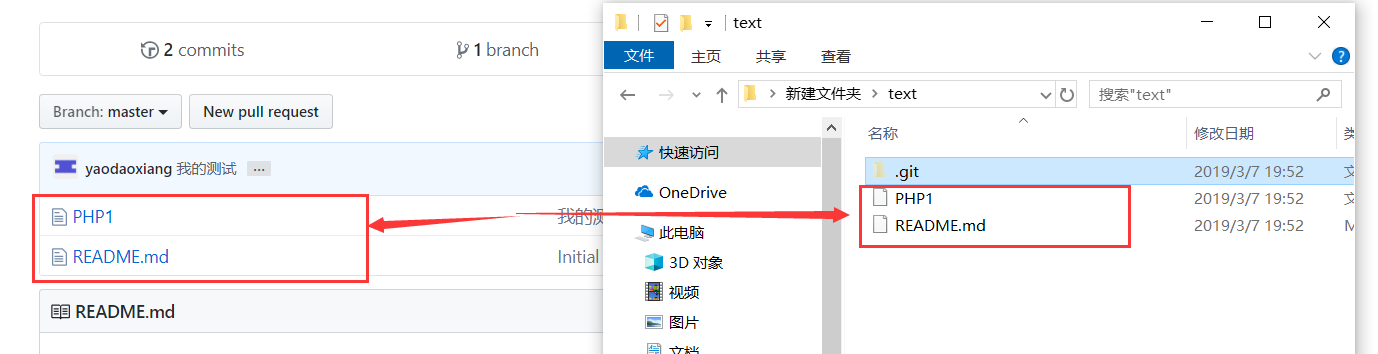 2 commits
1 branch
Branch: master
New pull request
yaodaoxiang 我的测试 ...
PHP1
我的测
README.md
Initial
README.md
text
文件
主页
共享
查看
新建文件夹
text
搜索"text"
名称
修改日期
快速访问
OneDrive
此电脑
3D 对象
视频
图片
文档
.git
2019/3/7 19:52
文
PHP1
2019/3/7 19:52
文
README.md
2019/3/7 19:52
M